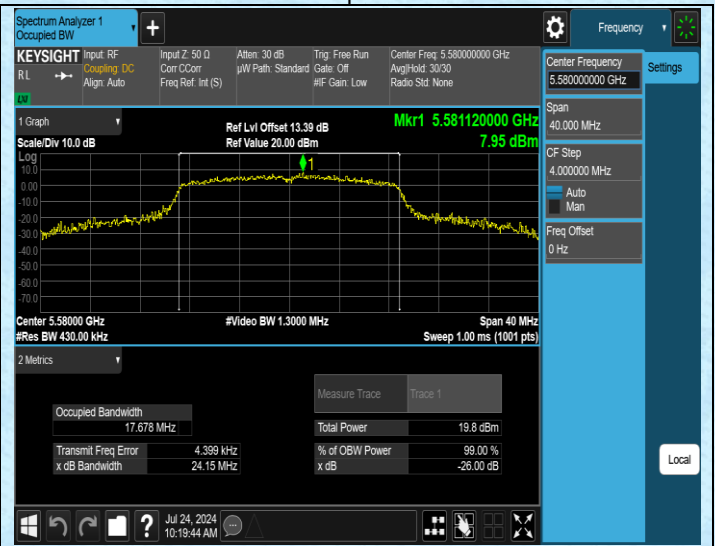 Spectrum Analyzer 1
Occupied BW
+
Frequency
KEYSIGHT
RL
LXI
Input: RF
Coupling: DC
Align: Auto
Input Z: 50 Ω
Corr CCorr
Freq Ref: Int (S)
Atten: 30 dB
µW Path: Standard
Trig: Free Run
Gate: Off
#IF Gain: Low
Center Freq: 5.580000000 GHz
Avg|Hold: 30/30
Radio Std: None
Center Frequency
5.580000000 GHz
Settings
Span
40.000 MHz
CF Step
4.000000 MHz
Auto
Man
Freq Offset
0 Hz
Local
1 Graph
Scale/Div 10.0 dB
Ref Lvl Offset 13.39 dB
Ref Value 20.00 dBm
Mkr1 5.581120000 GHz
7.95 dBm
Log
10.0
0.00
-10.0
-20.0
-30.0
-40.0
-50.0
-60.0
-70.0
1
Center 5.58000 GHz
#Res BW 430.00 kHz
#Video BW 1.3000 MHz
Span 40 MHz
Sweep 1.00 ms (1001 pts)
2 Metrics
Measure Trace Trace 1
Occupied Bandwidth
17.678 MHz
Total Power 19.8 dBm
Transmit Freq Error 4.399 kHz
% of OBW Power 99.00 %
x dB Bandwidth 24.15 MHz
x dB -26.00 dB
?
Jul 24, 2024
10:19:44 AM